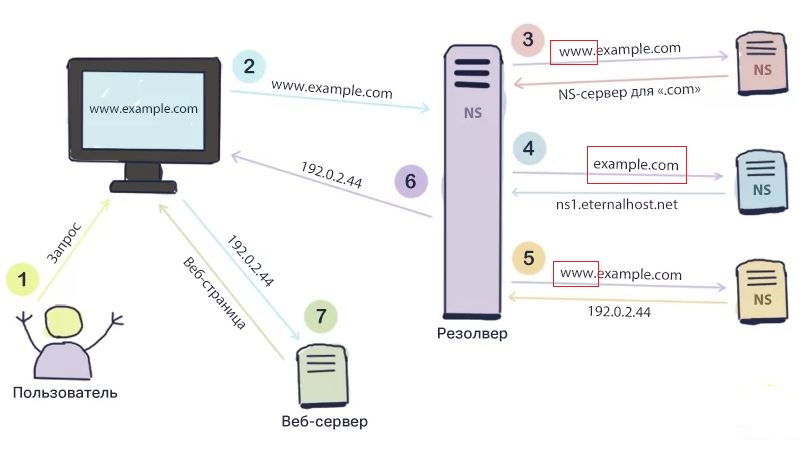 1
Запрос
Пользователь
www.example.com
2
www.example.com
3
www.example.com
NS-сервер для «.com»
NS
4
example.com
ns1.eternalhost.net
NS
5
www.example.com
192.0.2.44
NS
NS
Резолвер
6
192.0.2.44
7
192.0.2.44
Веб-страница
Веб-сервер